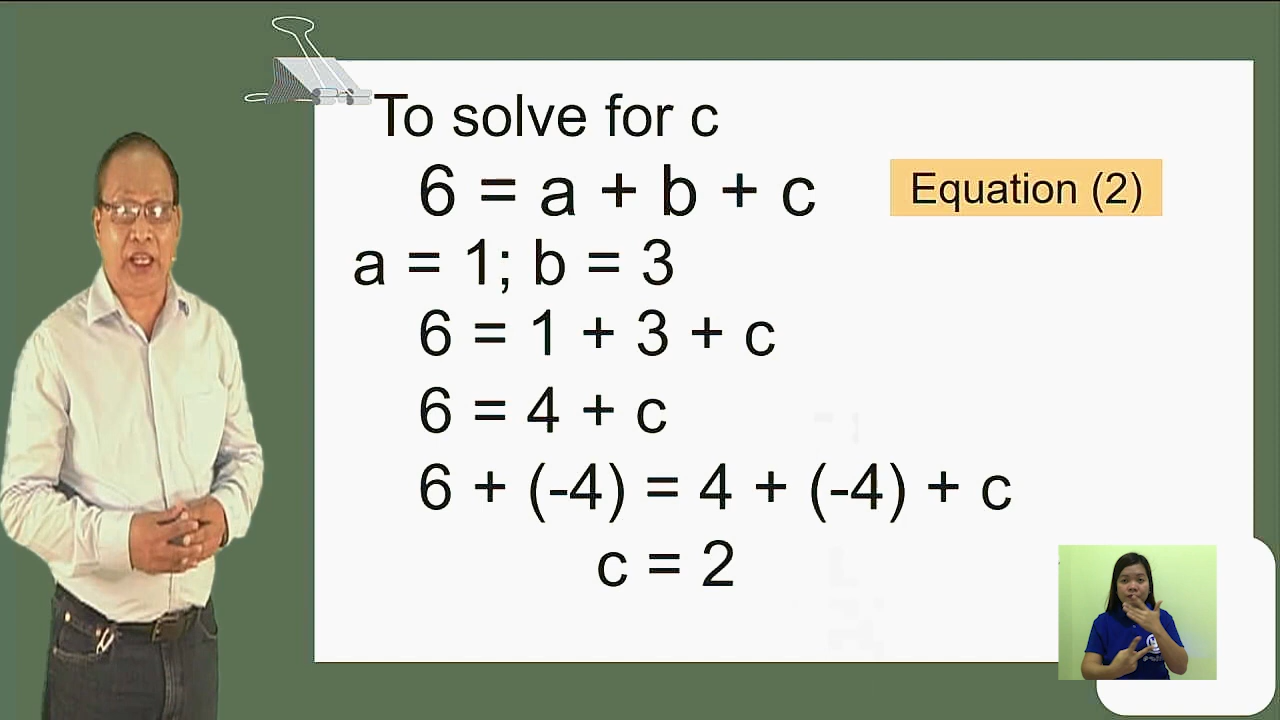 To solve for c
6 = a + b + c
Equation (2)
a = 1; b = 3
6 = 1 + 3 + c
6 = 4 + c
6 + (-4) = 4 + (-4) + c
c = 2